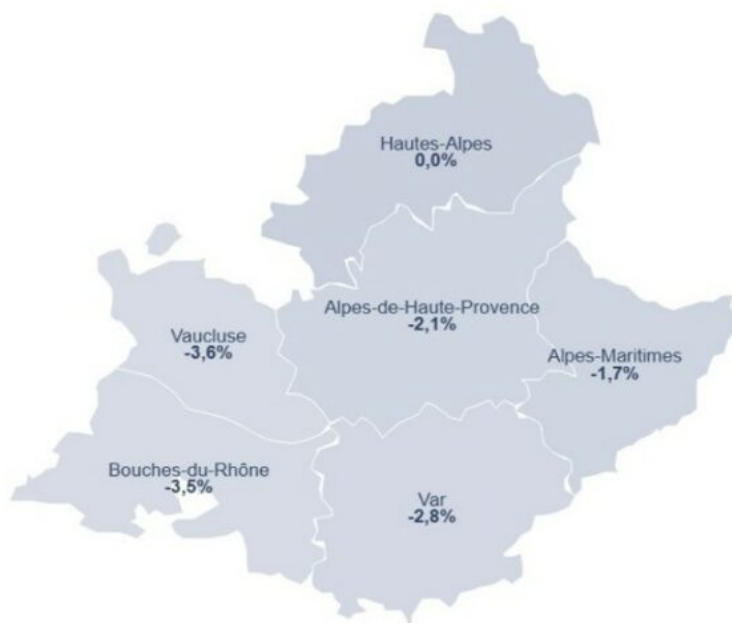 Hautes-Alpes
0,0%
Alpes-de-Haute-Provence
-2,1%
Vaucluse
-3,6%
Alpes-Maritimes
-1,7%
Bouches-du-Rhône
-3,5%
Var
-2,8%